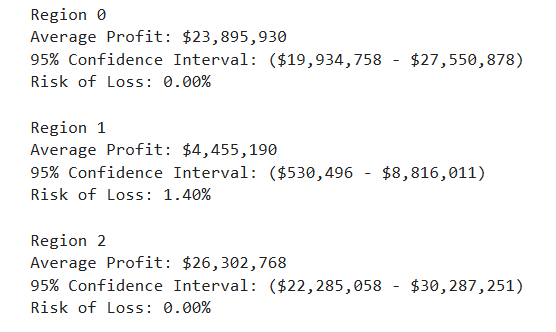 Region 0
Average Profit: $23,895,930
95% Confidence Interval: ($19,934,758 - $27,550,878)
Risk of Loss: 0.00%
Region 1
Average Profit: $4,455,190
95% Confidence Interval: ($530,496 - $8,816,011)
Risk of Loss: 1.40%
Region 2
Average Profit: $26,302,768
95% Confidence Interval: ($22,285,058 - $30,287,251)
Risk of Loss: 0.00%